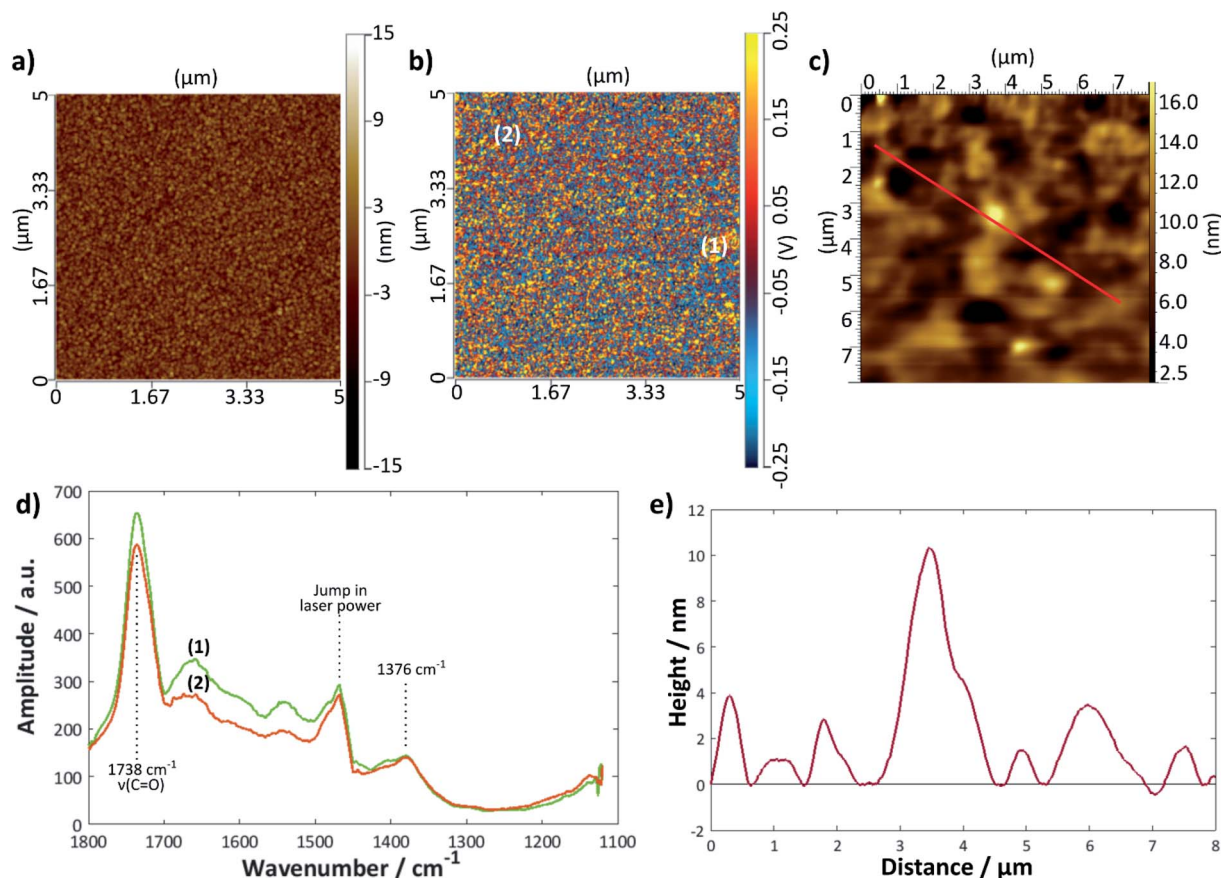 a)
(µm)
5
3.33
(µm)
1.67
0
0
1.67
3.33
5
15
9
3
(nm)
-3
-9
-15
b)
(µm)
5
3.33
(µm)
1.67
0
0
1.67
3.33
5
(2)
(1)
0.25
0.15
0.05
(V)
-0.05
-0.15
-0.25
c)
(µm)
0 1 2 3 4 5 6 7
0
1
2
3
(µm)
4
5
6
7
16.0
14.0
12.0
10.0
(nm)
8.0
6.0
4.0
2.5
d)
700
600
500
400
300
200
100
0
Amplitude / a.u.
Jump in
laser power
1376 cm⁻¹
(1)
(2)
1738 cm⁻¹
ν(C=O)
1800 1700 1600 1500 1400 1300 1200 1100
Wavenumber / cm⁻¹
e)
12
10
8
6
4
2
0
-2
Height / nm
0 1 2 3 4 5 6 7 8
Distance / µm